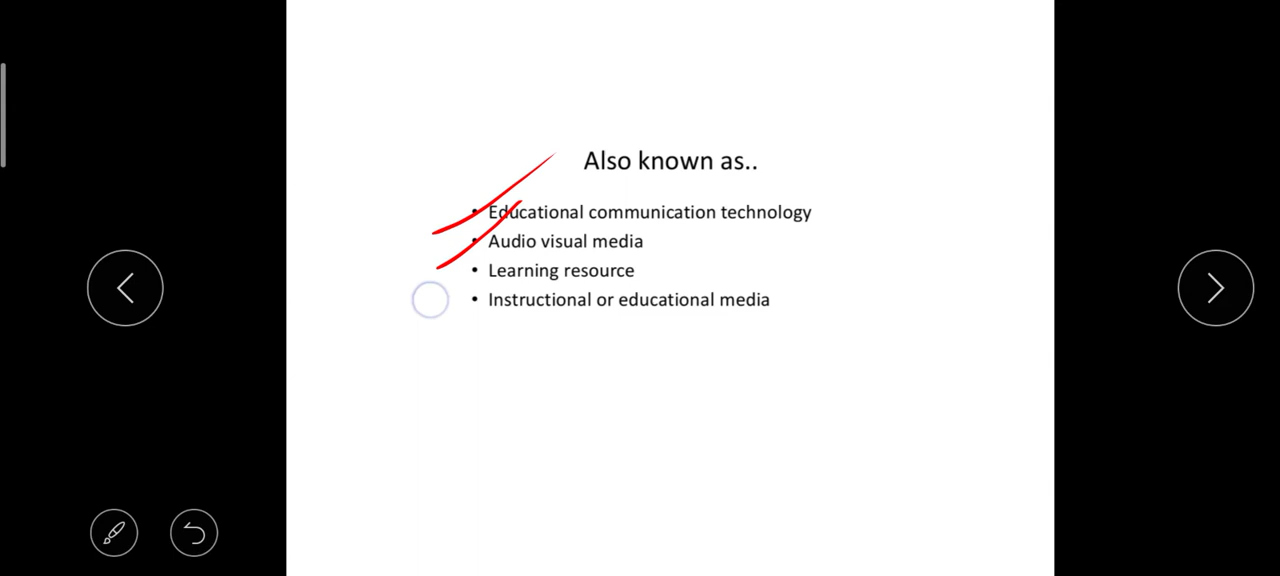 Also known as..
• Educational communication technology
• Audio visual media
• Learning resource
• Instructional or educational media